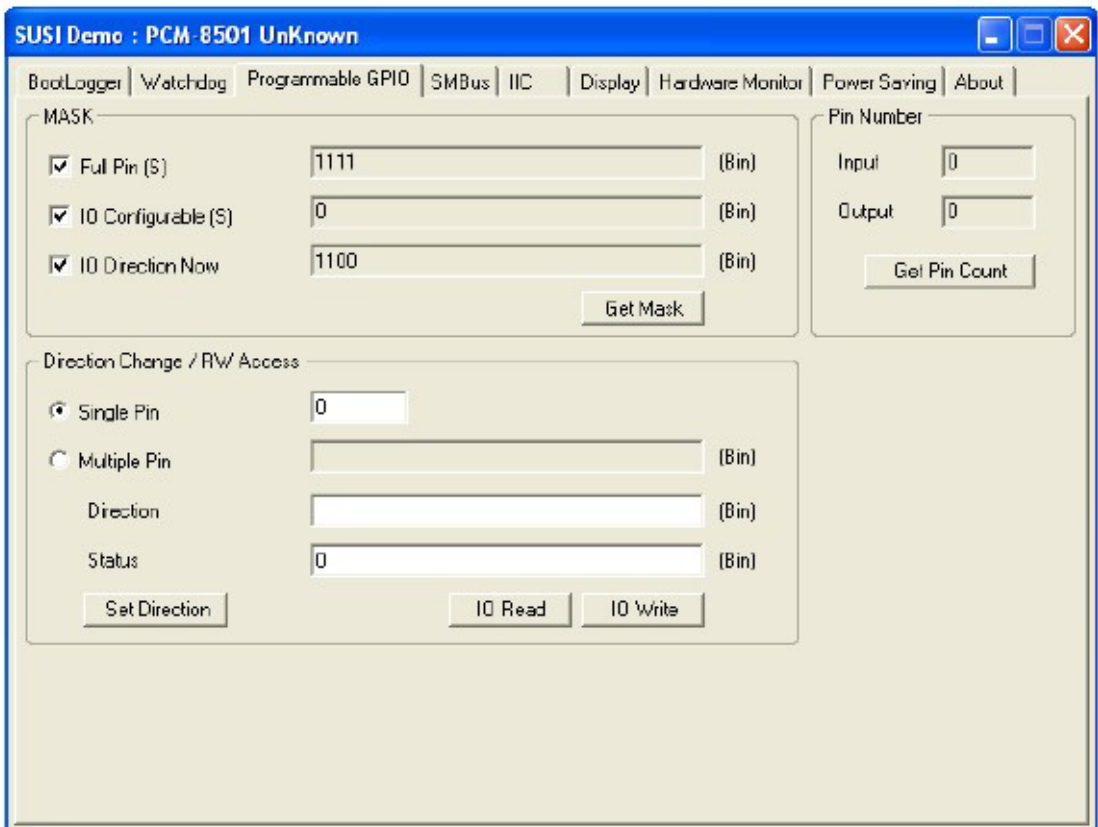 SUSI Demo : PCM-8501 UnKnown
BootLogger Watchdog Programmable GPIO SMBus IIC Display Hardware Monitor Power Saving About
MASK
Full Pin (S) 1111 (Bin)
IO Configurable (S) 0 (Bin)
IO Direction Now 1100 (Bin)
Get Mask
Pin Number
Input 0
Output 0
Get Pin Count
Direction Change / RW Access
Single Pin 0
Multiple Pin (Bin)
Direction (Bin)
Status 0 (Bin)
Set Direction IO Read IO Write